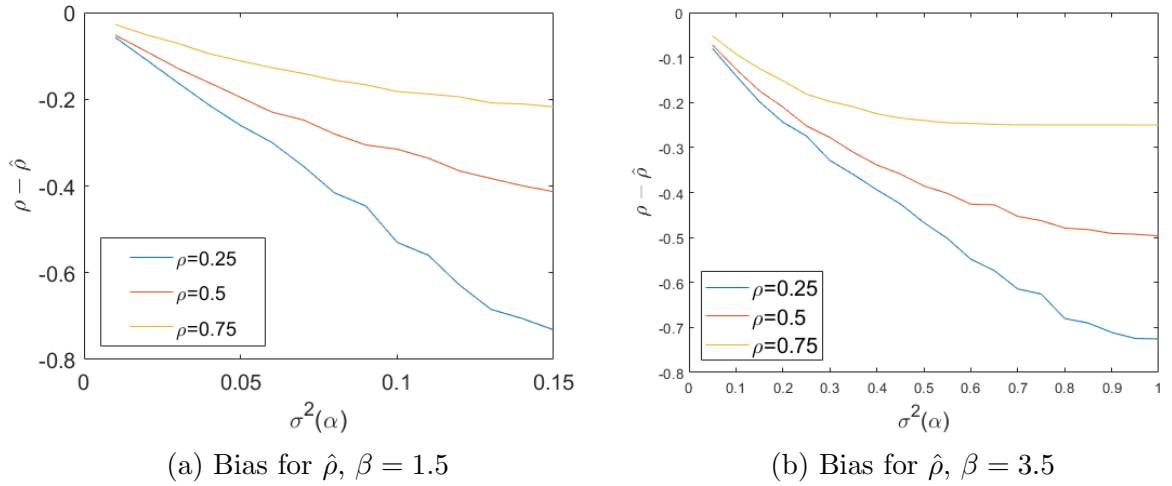 0
-0.2
-0.4
-0.6
-0.8
ρ − ρ̂
ρ=0.25
ρ=0.5
ρ=0.75
0 0.05 0.1 0.15
σ²(α)
(a) Bias for ρ̂, β = 1.5
0
-0.1
-0.2
-0.3
-0.4
-0.5
-0.6
-0.7
-0.8
ρ − ρ̂
ρ=0.25
ρ=0.5
ρ=0.75
0 0.1 0.2 0.3 0.4 0.5 0.6 0.7 0.8 0.9 1
σ²(α)
(b) Bias for ρ̂, β = 3.5